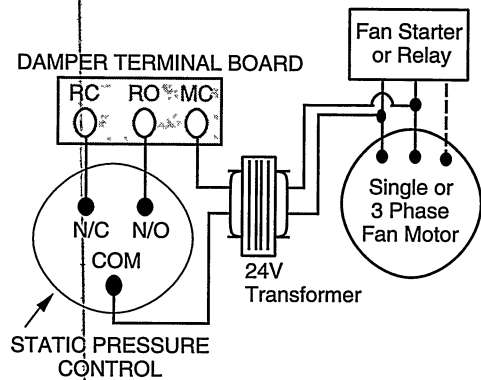 Fan Starter
or Relay
DAMPER TERMINAL BOARD
RC RO MC
Single or
3 Phase
Fan Motor
N/C N/O
COM
24V
Transformer
STATIC PRESSURE
CONTROL